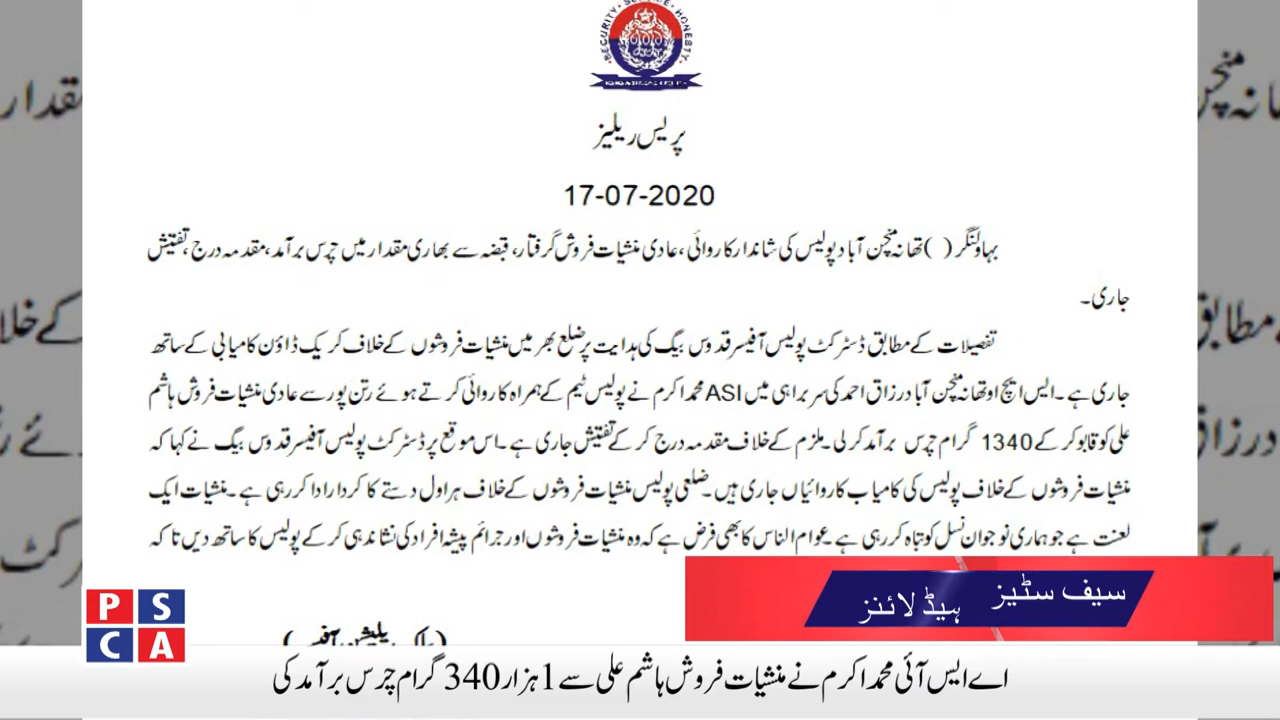 SECURITY SERVICE HONESTY
پریس ریلیز
17-07-2020
بہاولنگر ( ) تھانہ منچن آباد پولیس کی شاندار کاروائی، عادی منشیات فروش گرفتار، قبضہ سے بھاری مقدار میں چرس برآمد، مقدمہ درج، تفتیش
جاری۔
تفصیلات کے مطابق ڈسٹرکٹ پولیس آفیسر قدوس بیگ کی ہدایت پر ضلع بھر میں منشیات فروشوں کے خلاف کریک ڈاؤن کامیابی کے ساتھ
جاری ہے۔ ایس ایچ او تھانہ منچن آباد رزاق احمد کی سربراہی میں ASI محمد اکرم نے پولیس ٹیم کے ہمراہ کاروائی کرتے ہوئے رتن پور سے عادی منشیات فروش ہاشم
علی کو قابو کر کے 1340 گرام چرس برآمد کر لی۔ ملزم کے خلاف مقدمہ درج کر کے تفتیش جاری ہے۔ اس موقع پر ڈسٹرکٹ پولیس آفیسر قدوس بیگ نے کہا کہ
منشیات فروشوں کے خلاف پولیس کی کامیاب کاروائیاں جاری ہیں۔ ضلعی پولیس منشیات فروشوں کے خلاف ہراول دستے کا کردار ادا کر رہی ہے۔ منشیات ایک
لعنت ہے جو ہماری نوجوان نسل کو تباہ کر رہی ہے۔ عوام الناس کا بھی فرض ہے کہ وہ منشیات فروشوں اور جرائم پیشہ افراد کی نشاندہی کر کے پولیس کا ساتھ دیں تاکہ
سیف سٹیز
ہیڈ لائنز
PSCA
اے ایس آئی محمد اکرم نے منشیات فروش ہاشم علی سے 1 ہزار 340 گرام چرس برآمد کی